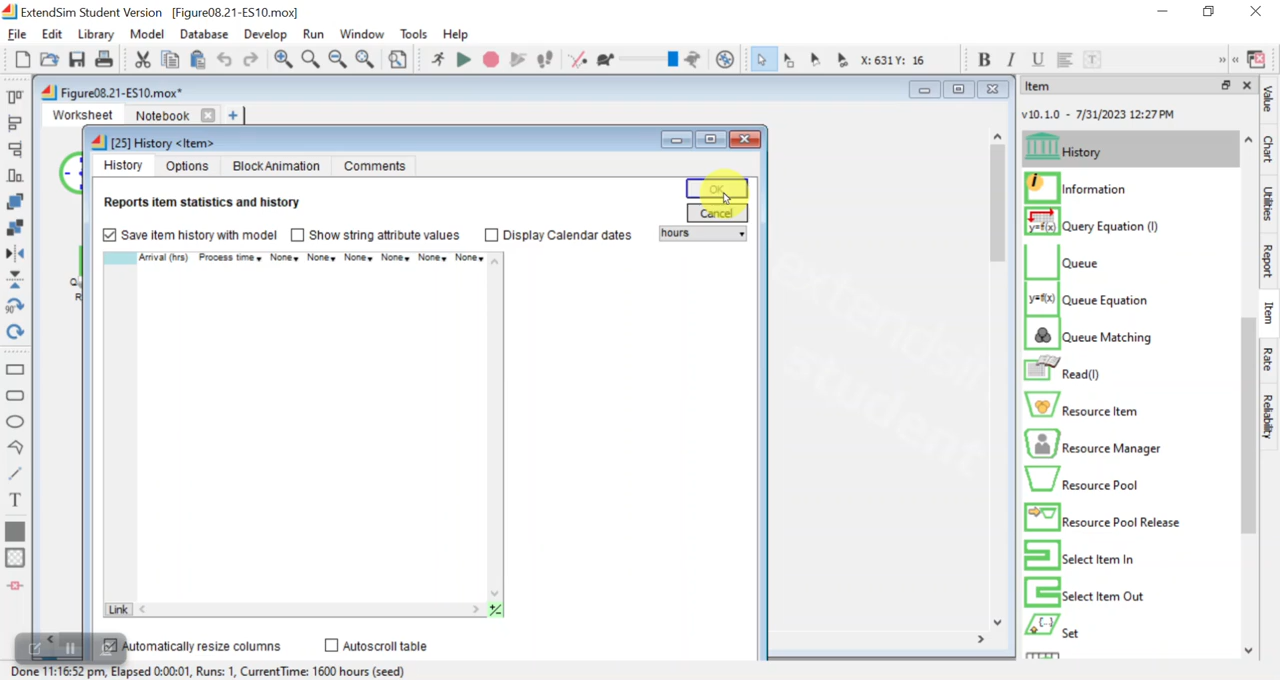 ExtendSim Student Version [Figure08.21-ES10.mox]
File Edit Library Model Database Develop Run Window Tools Help
X: 631 Y: 16
B I U T
» «
Figure08.21-ES10.mox*
Worksheet Notebook +
[25] History <Item>
History Options Block Animation Comments
OK
Reports item statistics and history
Cancel
Save item history with model Show string attribute values Display Calendar dates hours
Arrival (hrs) Process time None None None None None None
Link
Automatically resize columns Autoscroll table
extendsim
student
Done 11:16:52 pm, Elapsed 0:00:01, Runs: 1, CurrentTime: 1600 hours (seed)
90°
T
Item
v10.1.0 - 7/31/2023 12:27 PM
History
Information
y=f(x) Query Equation (I)
Queue
y=f(x) Queue Equation
Queue Matching
Read(I)
Resource Item
Resource Manager
Resource Pool
Resource Pool Release
Select Item In
Select Item Out
Set
Value
Chart
Utilities
Report
Item
Rate
Reliability